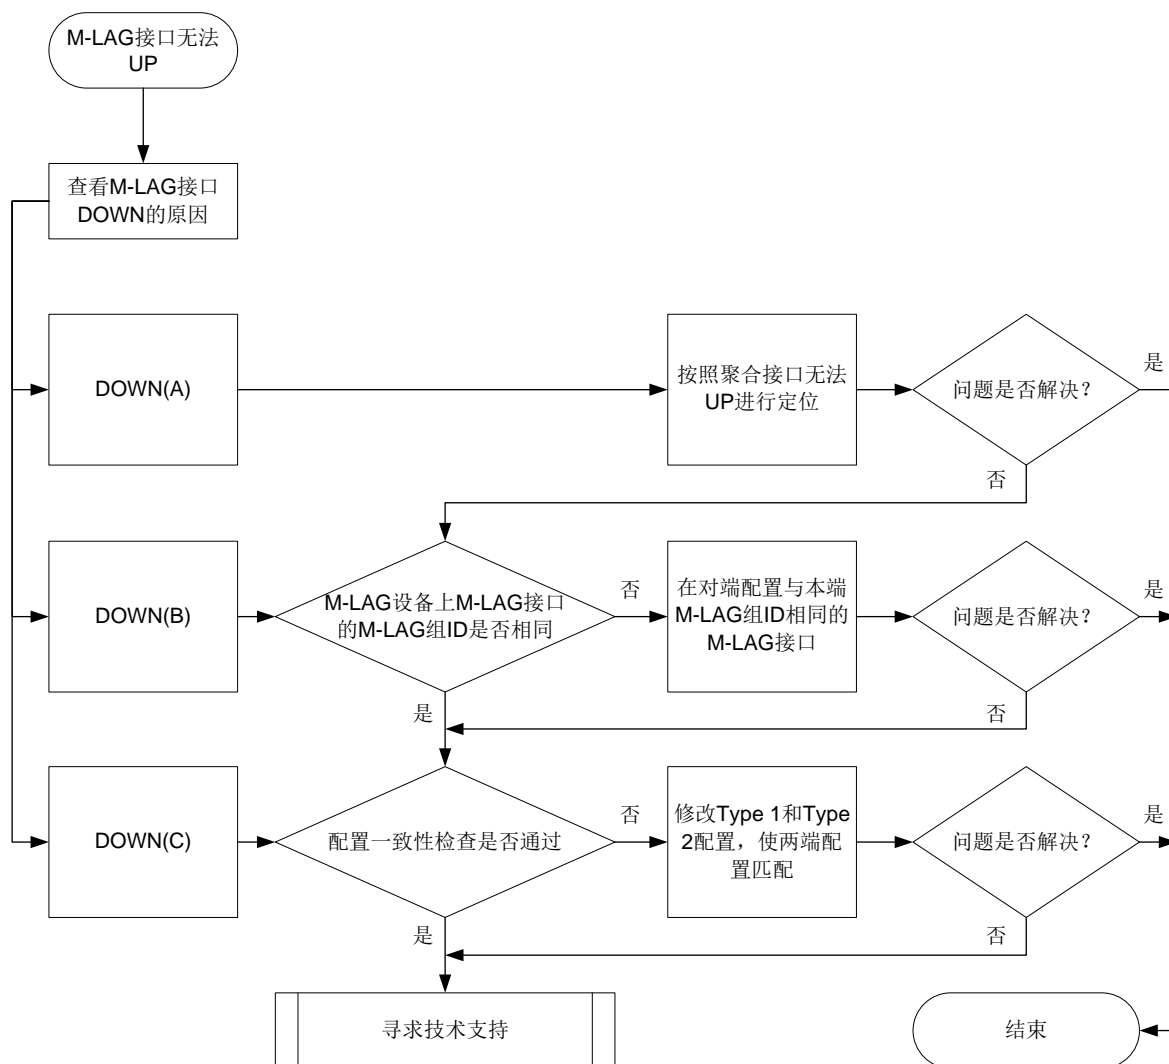 M-LAG接口无法
UP
查看M-LAG接口
DOWN的原因
DOWN(A)
按照聚合接口无法
UP进行定位
问题是否解决？
是
否
DOWN(B)
M-LAG设备上M-LAG接口
的M-LAG组ID是否相同
否
在对端配置与本端
M-LAG组ID相同的
M-LAG接口
问题是否解决？
是
是
否
DOWN(C)
配置一致性检查是否通过
否
修改Type 1和Type
2配置，使两端配
置匹配
问题是否解决？
是
是
否
寻求技术支持
结束